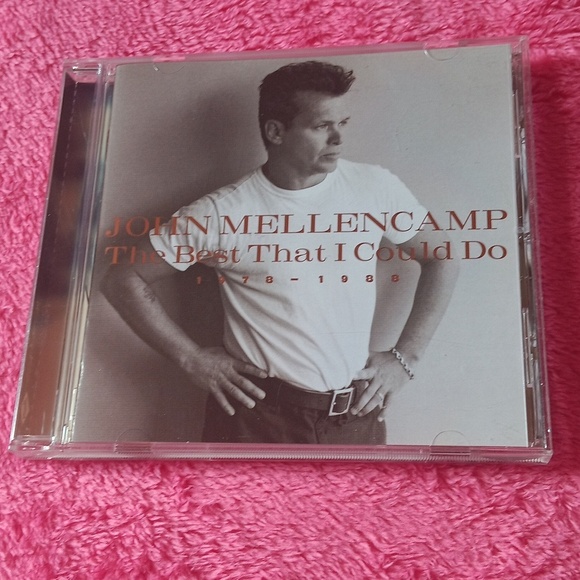 JOHN MELLENCAMP
The Best That I Could Do
1978-1988